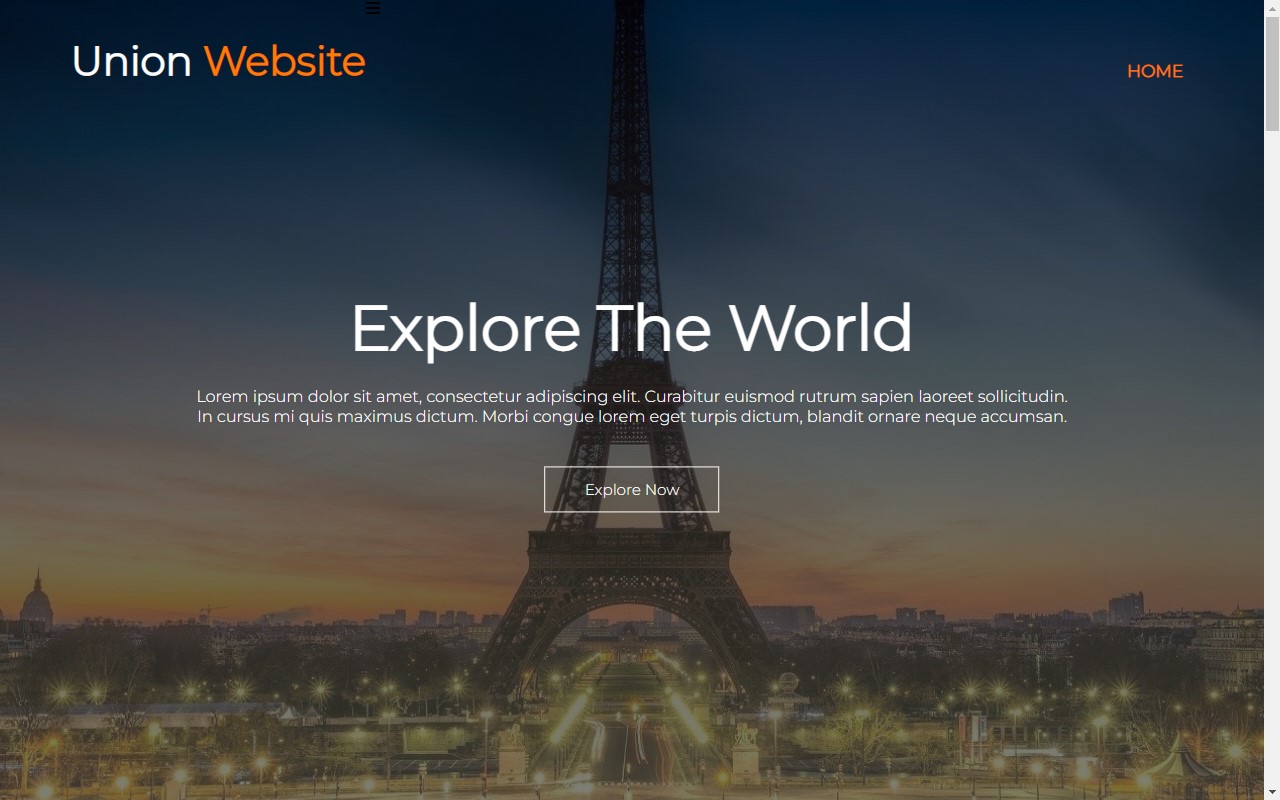 Union Website
HOME
Explore The World
Lorem ipsum dolor sit amet, consectetur adipiscing elit. Curabitur euismod rutrum sapien laoreet sollicitudin.
In cursus mi quis maximus dictum. Morbi congue lorem eget turpis dictum, blandit ornare neque accumsan.
Explore Now